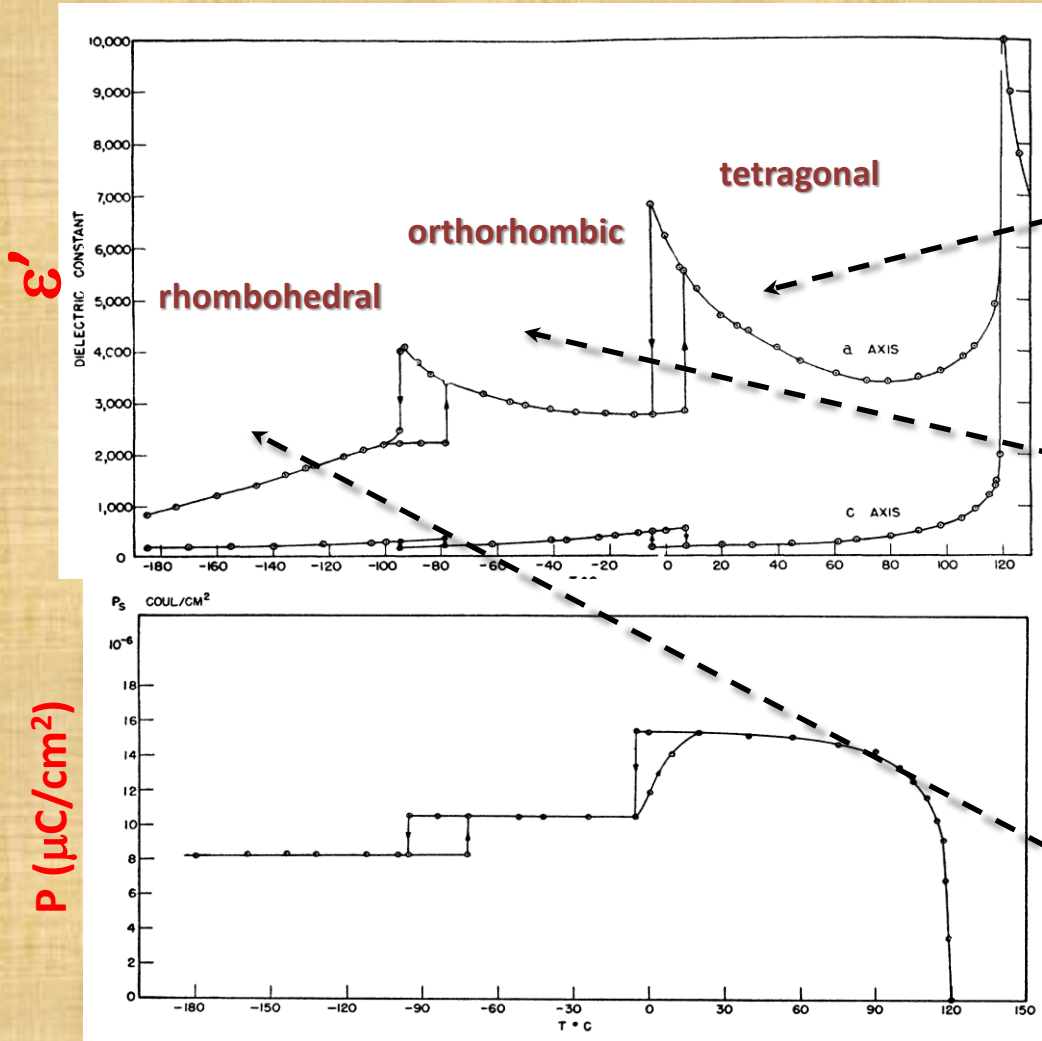 10,000
9,000
8,000
7,000
6,000
5,000
4,000
3,000
2,000
1,000
0
DIELECTRIC CONSTANT
ε′
tetragonal
orthorhombic
rhombohedral
a AXIS
c AXIS
-180 -160 -140 -120 -100 -80 -60 -40 -20 0 20 40 60 80 100 120
Ps COUL/CM²
10⁻⁶
18
16
14
12
10
8
6
4
2
0
P (μC/cm²)
-180 -150 -120 -90 -60 -30 0 30 60 90 120 150
T °C